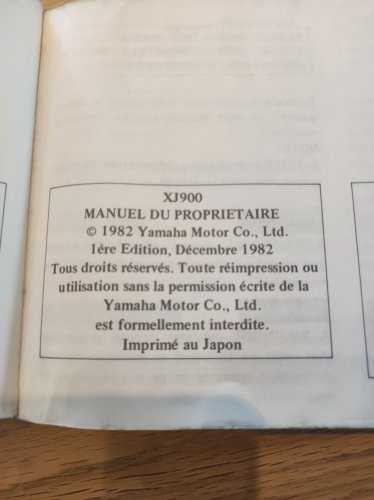 XJ900
MANUEL DU PROPRIETAIRE
© 1982 Yamaha Motor Co., Ltd.
1ère Edition, Décembre 1982
Tous droits réservés. Toute réimpression ou
utilisation sans la permission écrite de la
Yamaha Motor Co., Ltd.
est formellement interdite.
Imprimé au Japon